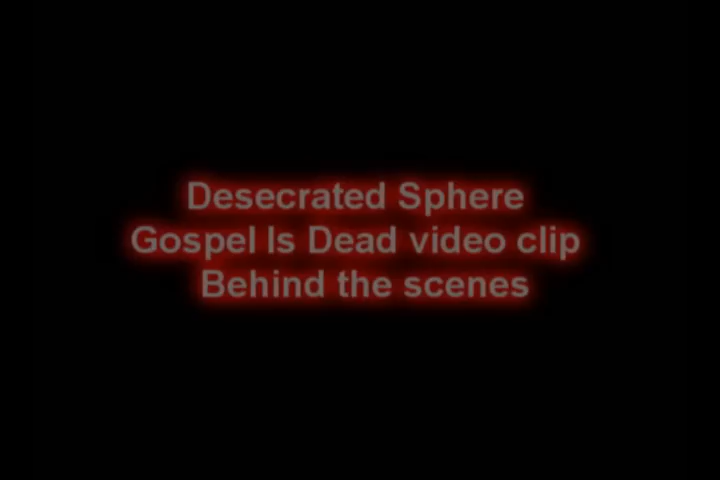 Desecrated Sphere
Gospel Is Dead video clip
Behind the scenes